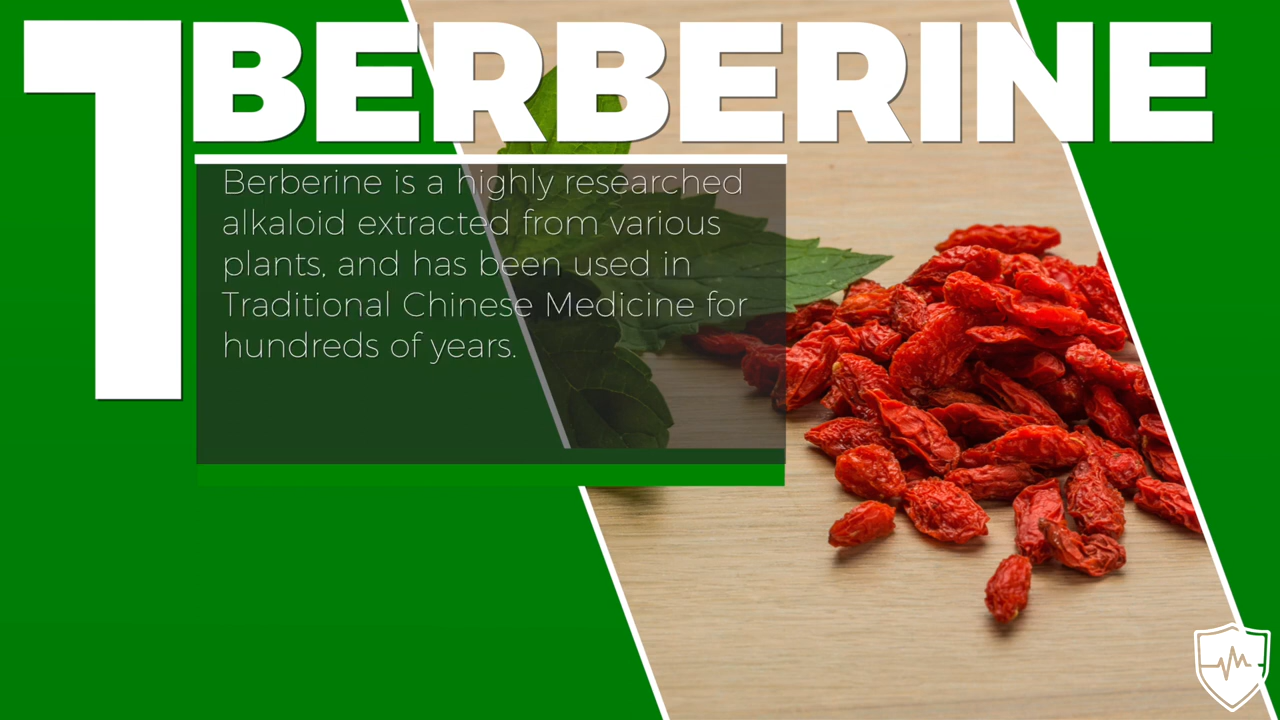 1 BERBERINE
Berberine is a highly researched
alkaloid extracted from various
plants, and has been used in
Traditional Chinese Medicine for
hundreds of years.